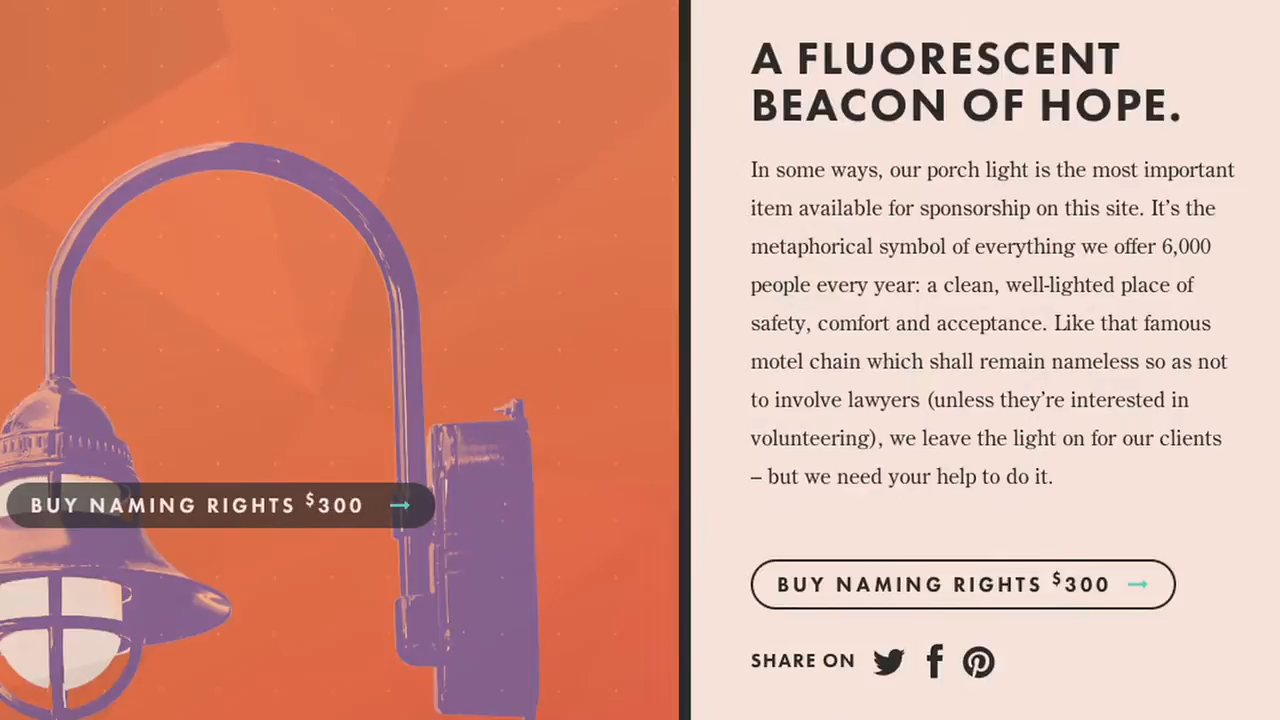 BUY NAMING RIGHTS $300 →
A FLUORESCENT
BEACON OF HOPE.
In some ways, our porch light is the most important
item available for sponsorship on this site. It’s the
metaphorical symbol of everything we offer 6,000
people every year: a clean, well-lighted place of
safety, comfort and acceptance. Like that famous
motel chain which shall remain nameless so as not
to involve lawyers (unless they’re interested in
volunteering), we leave the light on for our clients
– but we need your help to do it.
BUY NAMING RIGHTS $300 →
SHARE ON